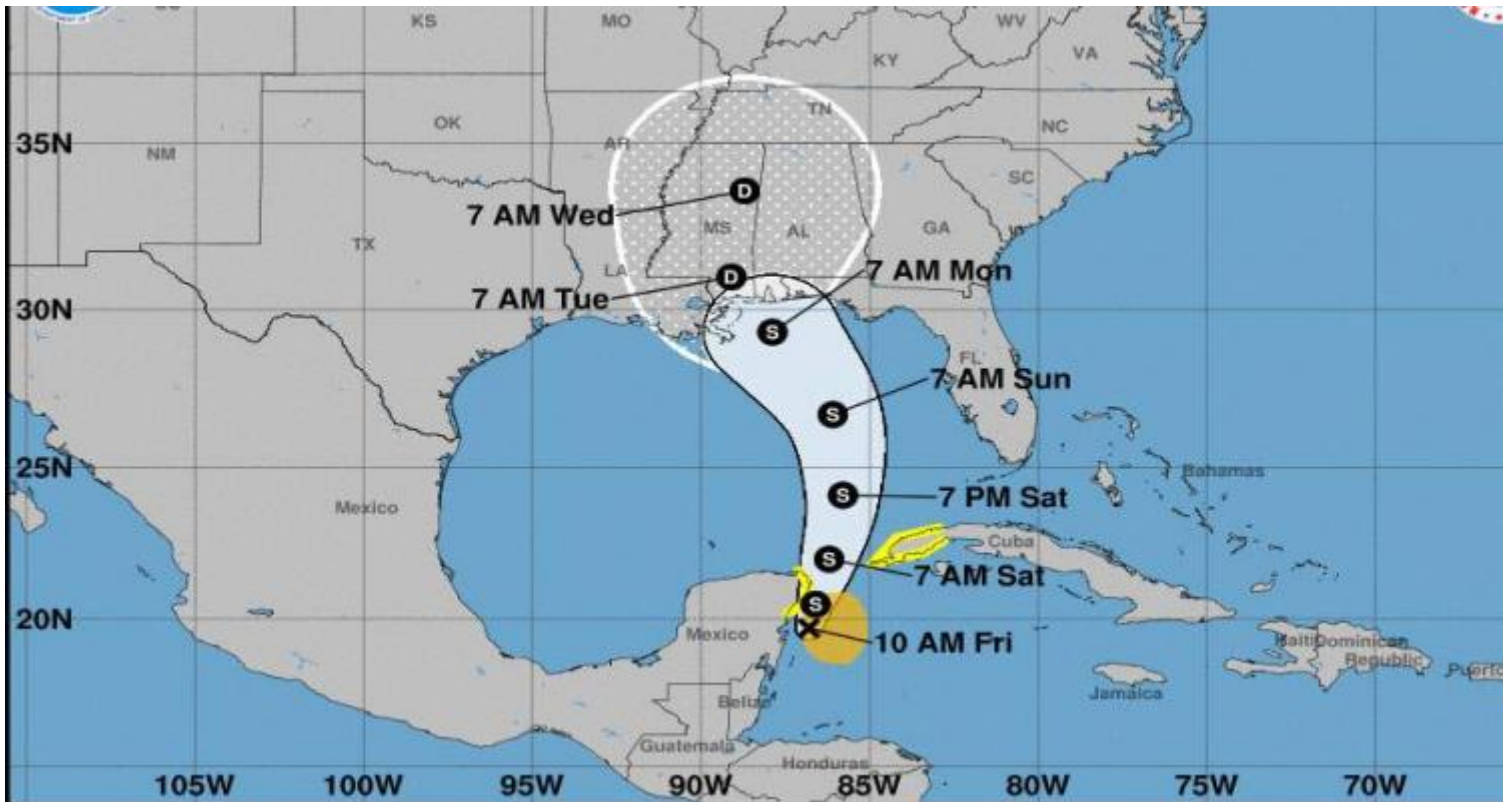 KS
MO
WV
KY
VA
35N
NM
OK
AR
TN
NC
SC
7 AM Wed
D
MS
AL
GA
TX
LA
7 AM Mon
D
7 AM Tue
30N
S
FL
7 AM Sun
S
25N
Bahamas
Mexico
S
7 PM Sat
Cuba
S
7 AM Sat
S
20N
Mexico
10 AM Fri
Haiti
Dominican
Republic
Puerto
Jamaica
Belize
Guatemala
Honduras
105W
100W
95W
90W
85W
80W
75W
70W